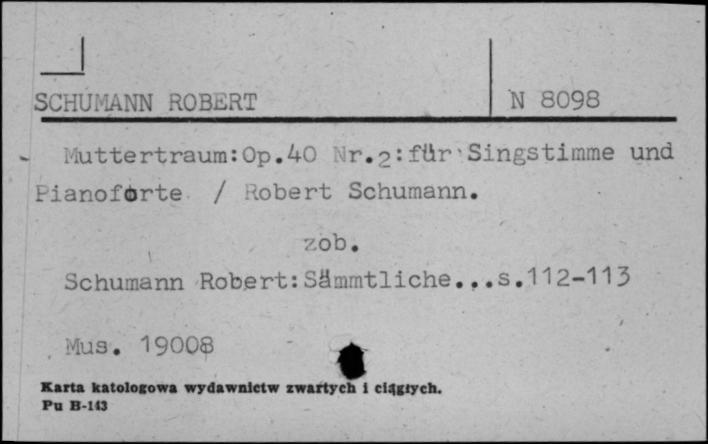 SCHUMANN ROBERT
N 8098
Muttertraum:Op.40 Nr.2:für Singstimme und
Pianoforte / Robert Schumann.
zob.
Schumann Robert:Sämmtliche...s.112-113
Mus. 19008
Karta katologowa wydawnictw zwartych i ciągłych.
Pu B-143